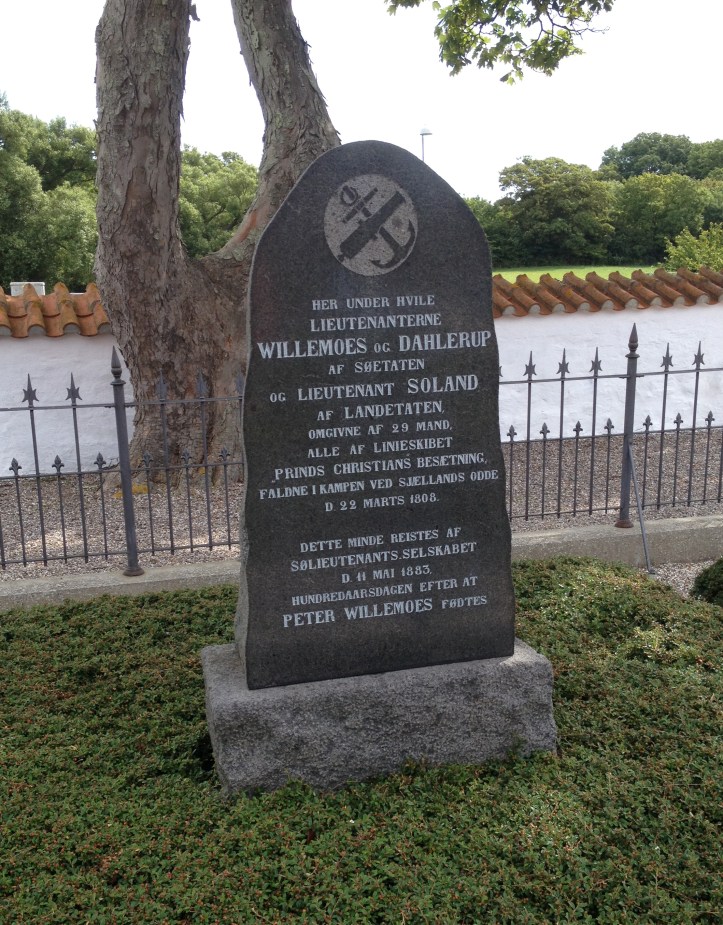 HER UNDER HVILE
LIEUTENANTERNE
WILLEMOES OG DAHLERUP
AF SØETATEN
OG LIEUTENANT SOLAND
AF LANDETATEN,
OMGIVNE AF 29 MAND,
ALLE AF LINIESKIBET
PRINDS CHRISTIANS BESÆTNING,
FALDNE I KAMPEN VED SJÆLLANDS ODDE
D. 22 MARTS 1808.
DETTE MINDE REISTES AF
SØLIEUTENANTS-SELSKABET
D. 11 MAI 1883,
HUNDREDAARSDAGEN EFTER AT
PETER WILLEMOES FØDTES